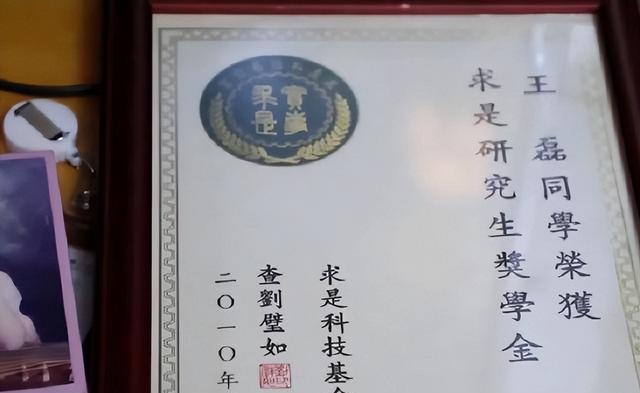 王 磊同學榮獲
求是研究生獎學金
求是科技基
查劉璧如
二〇一〇年